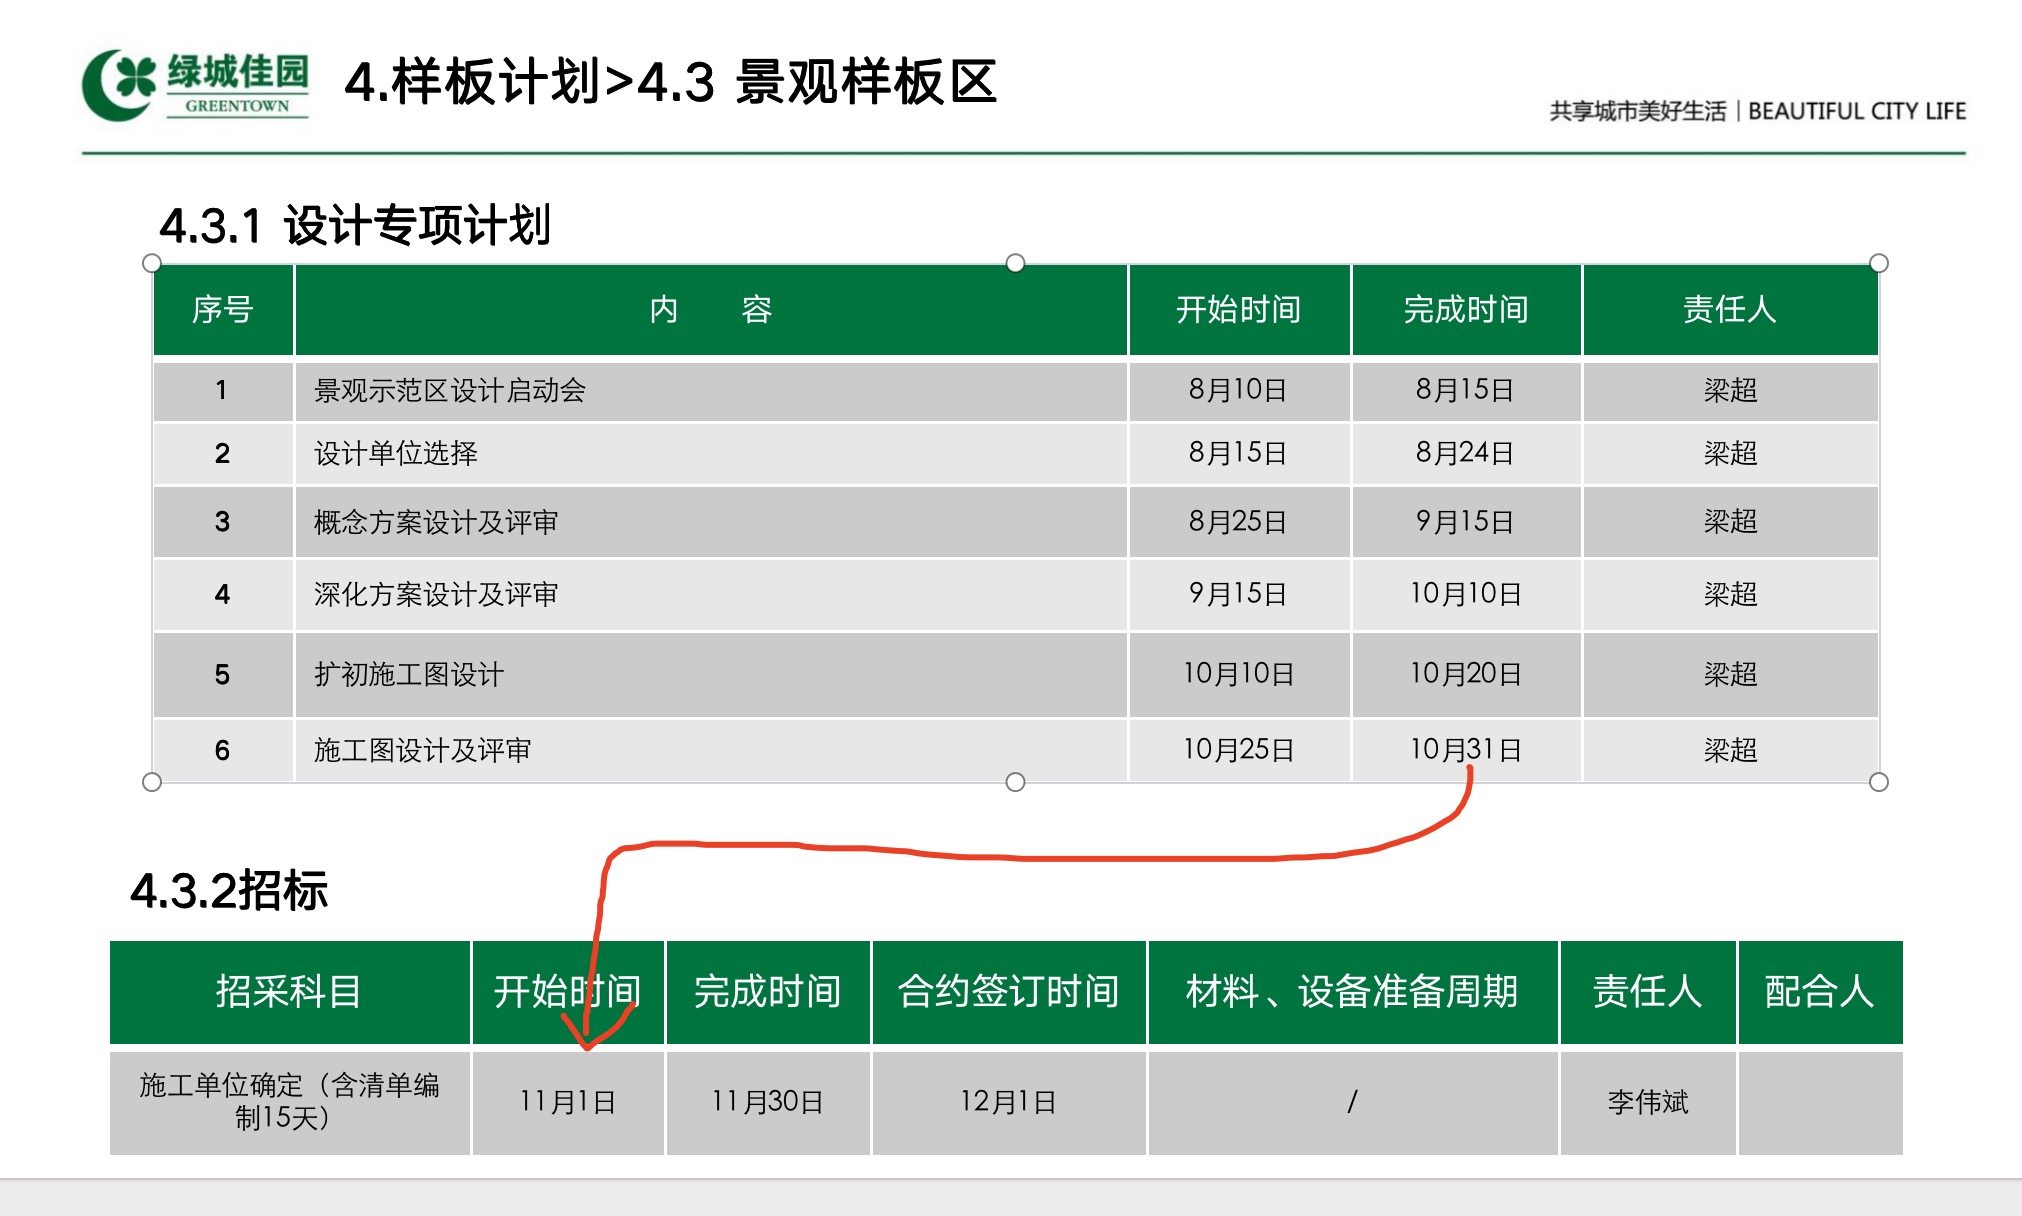 绿城佳园
GREENTOWN
4.样板计划>4.3 景观样板区
共享城市美好生活｜BEAUTIFUL CITY LIFE
4.3.1 设计专项计划
序号 内 容 开始时间 完成时间 责任人
1 景观示范区设计启动会 8月10日 8月15日 梁超
2 设计单位选择 8月15日 8月24日 梁超
3 概念方案设计及评审 8月25日 9月15日 梁超
4 深化方案设计及评审 9月15日 10月10日 梁超
5 扩初施工图设计 10月10日 10月20日 梁超
6 施工图设计及评审 10月25日 10月31日 梁超
4.3.2招标
招采科目 开始时间 完成时间 合约签订时间 材料、设备准备周期 责任人 配合人
施工单位确定（含清单编
制15天） 11月1日 11月30日 12月1日 / 李伟斌